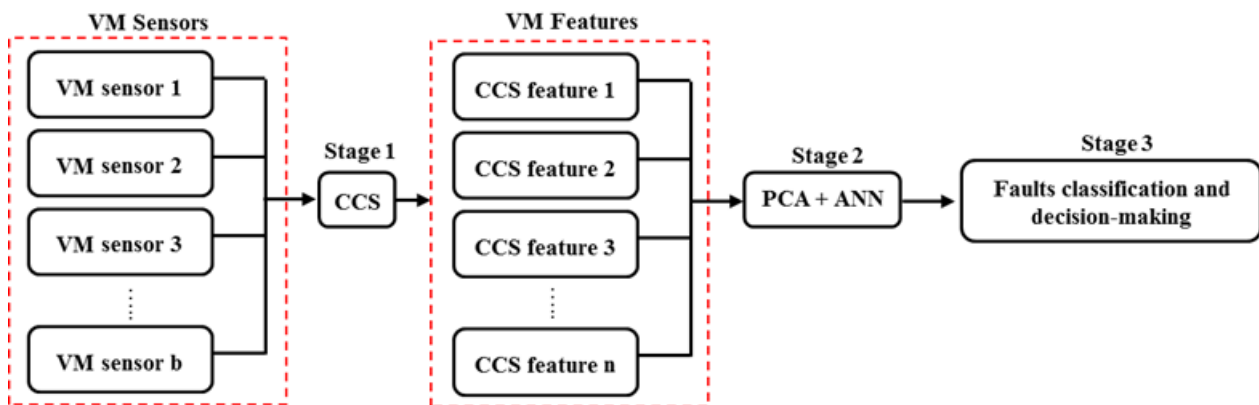 VM Sensors
VM sensor 1
VM sensor 2
VM sensor 3
VM sensor b
Stage 1
CCS
VM Features
CCS feature 1
CCS feature 2
CCS feature 3
CCS feature n
Stage 2
PCA + ANN
Stage 3
Faults classification and
decision-making